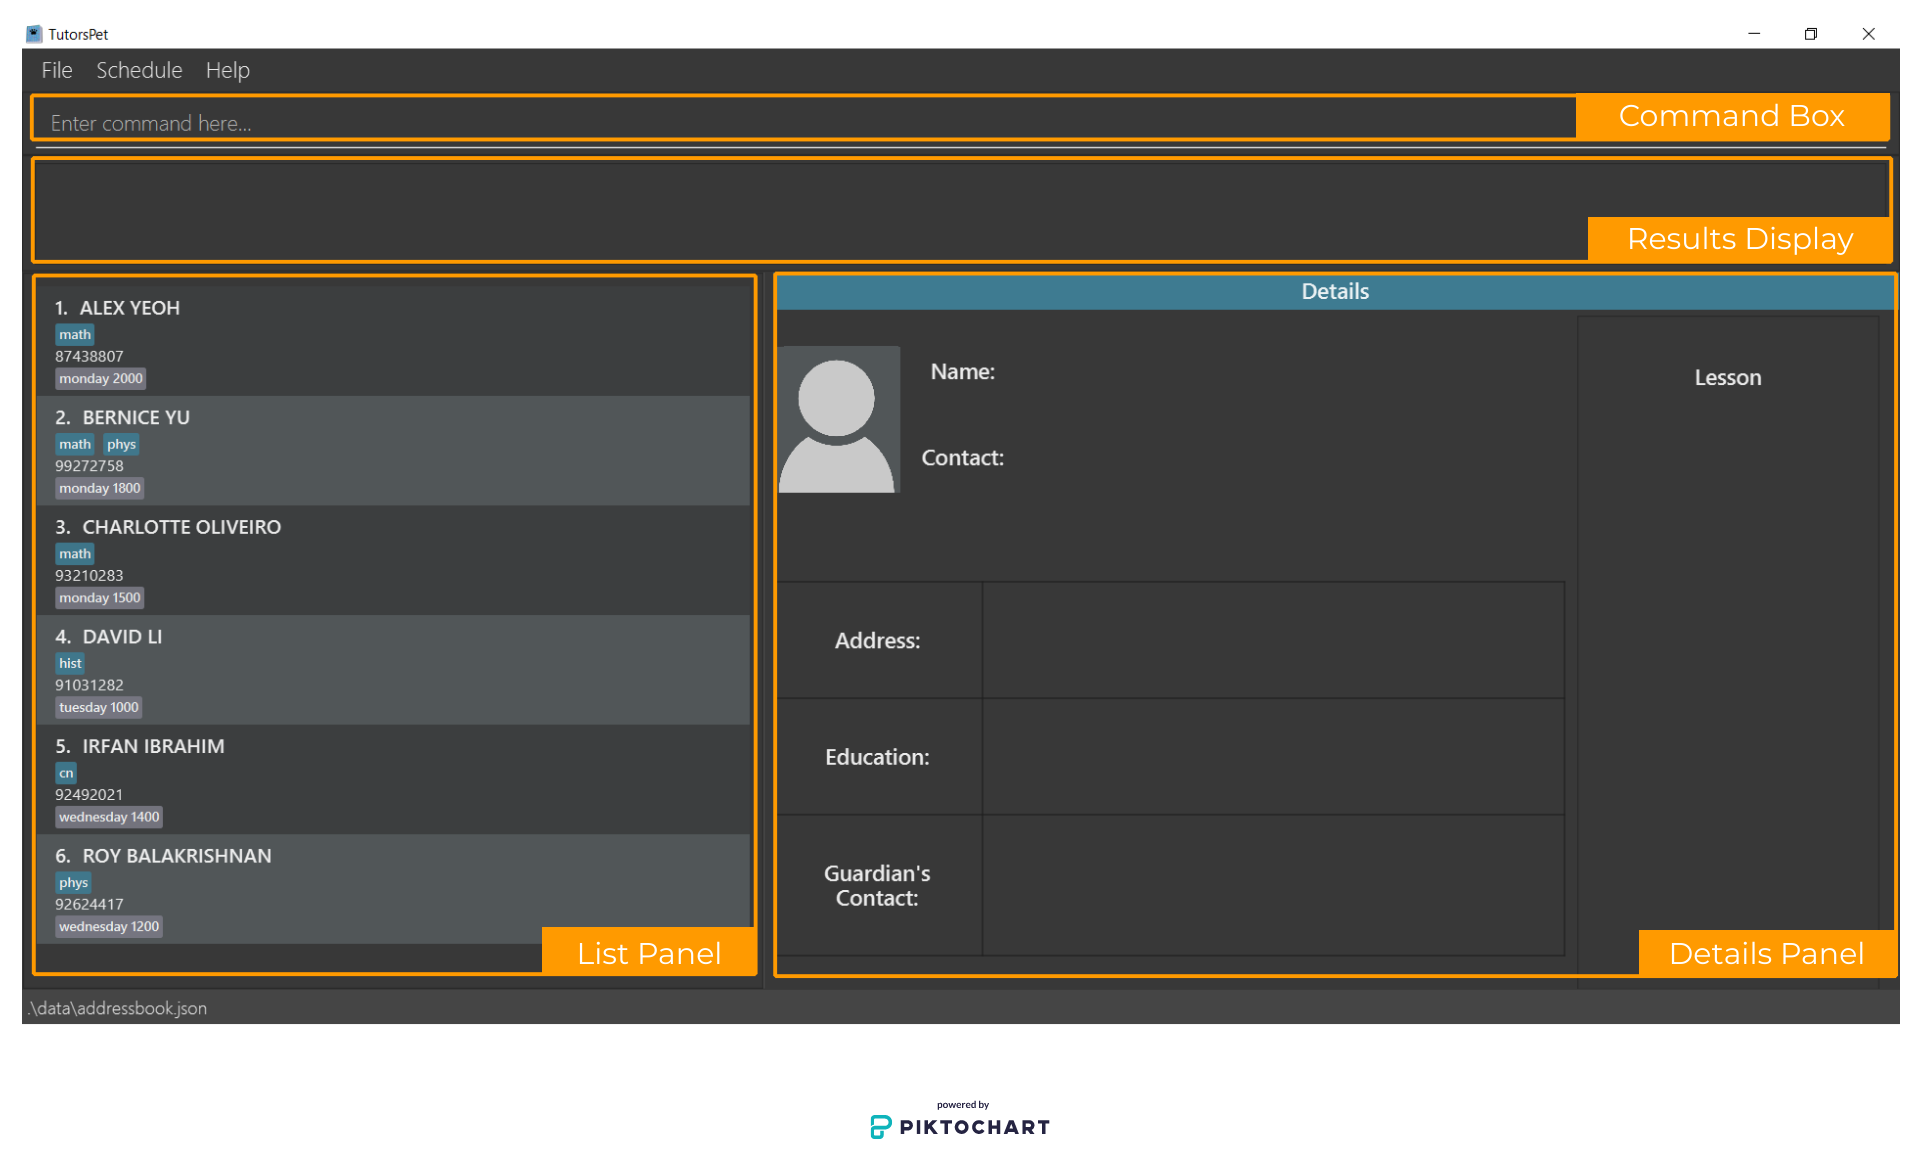 TutorsPet
File Schedule Help
Enter command here...
Command Box
Results Display
1. ALEX YEOH
math
87438807
monday 2000
2. BERNICE YU
math phys
99272758
monday 1800
3. CHARLOTTE OLIVEIRO
math
93210283
monday 1500
4. DAVID LI
hist
91031282
tuesday 1000
5. IRFAN IBRAHIM
cn
92492021
wednesday 1400
6. ROY BALAKRISHNAN
phys
92624417
wednesday 1200
List Panel
Details
Name:
Contact:
Lesson
Address:
Education:
Guardian's
Contact:
Details Panel
.\data\addressbook.json
powered by
PIKTOCHART